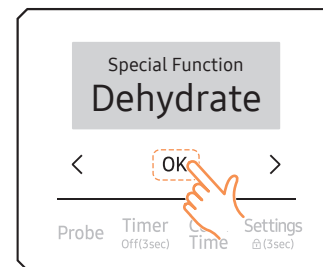 Special Function
Dehydrate
< OK >
Probe Timer Settings
Off(3sec) Time (3sec)